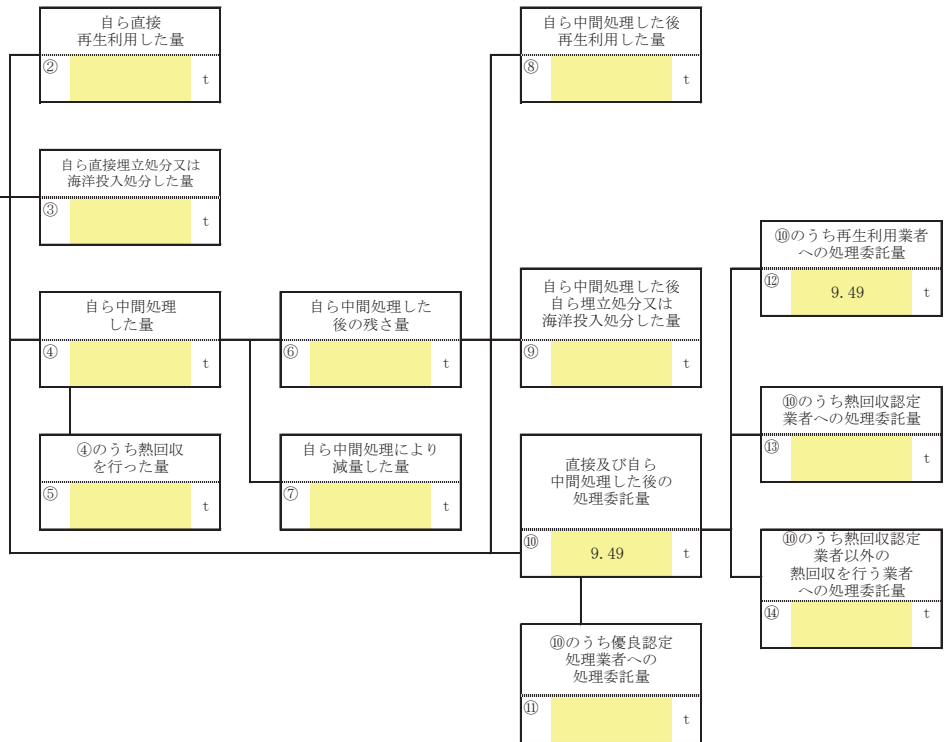 自ら直接
再生利用した量
②
t
自ら直接埋立処分又は
海洋投入処分した量
③
t
自ら中間処理
した量
④
t
④のうち熱回収
を行った量
⑤
t
自ら中間処理した
後の残さ量
⑥
t
自ら中間処理により
減量した量
⑦
t
自ら中間処理した後
再生利用した量
⑧
t
自ら中間処理した後
自ら埋立処分又は
海洋投入処分した量
⑨
t
直接及び自ら
中間処理した後の
処理委託量
⑩ 9.49 t
⑩のうち優良認定
処理業者への
処理委託量
⑪
t
⑩のうち再生利用業者
への処理委託量
⑫ 9.49 t
⑩のうち熱回収認定
業者への処理委託量
⑬
t
⑩のうち熱回収認定
業者以外の
熱回収を行う業者
への処理委託量
⑭
t